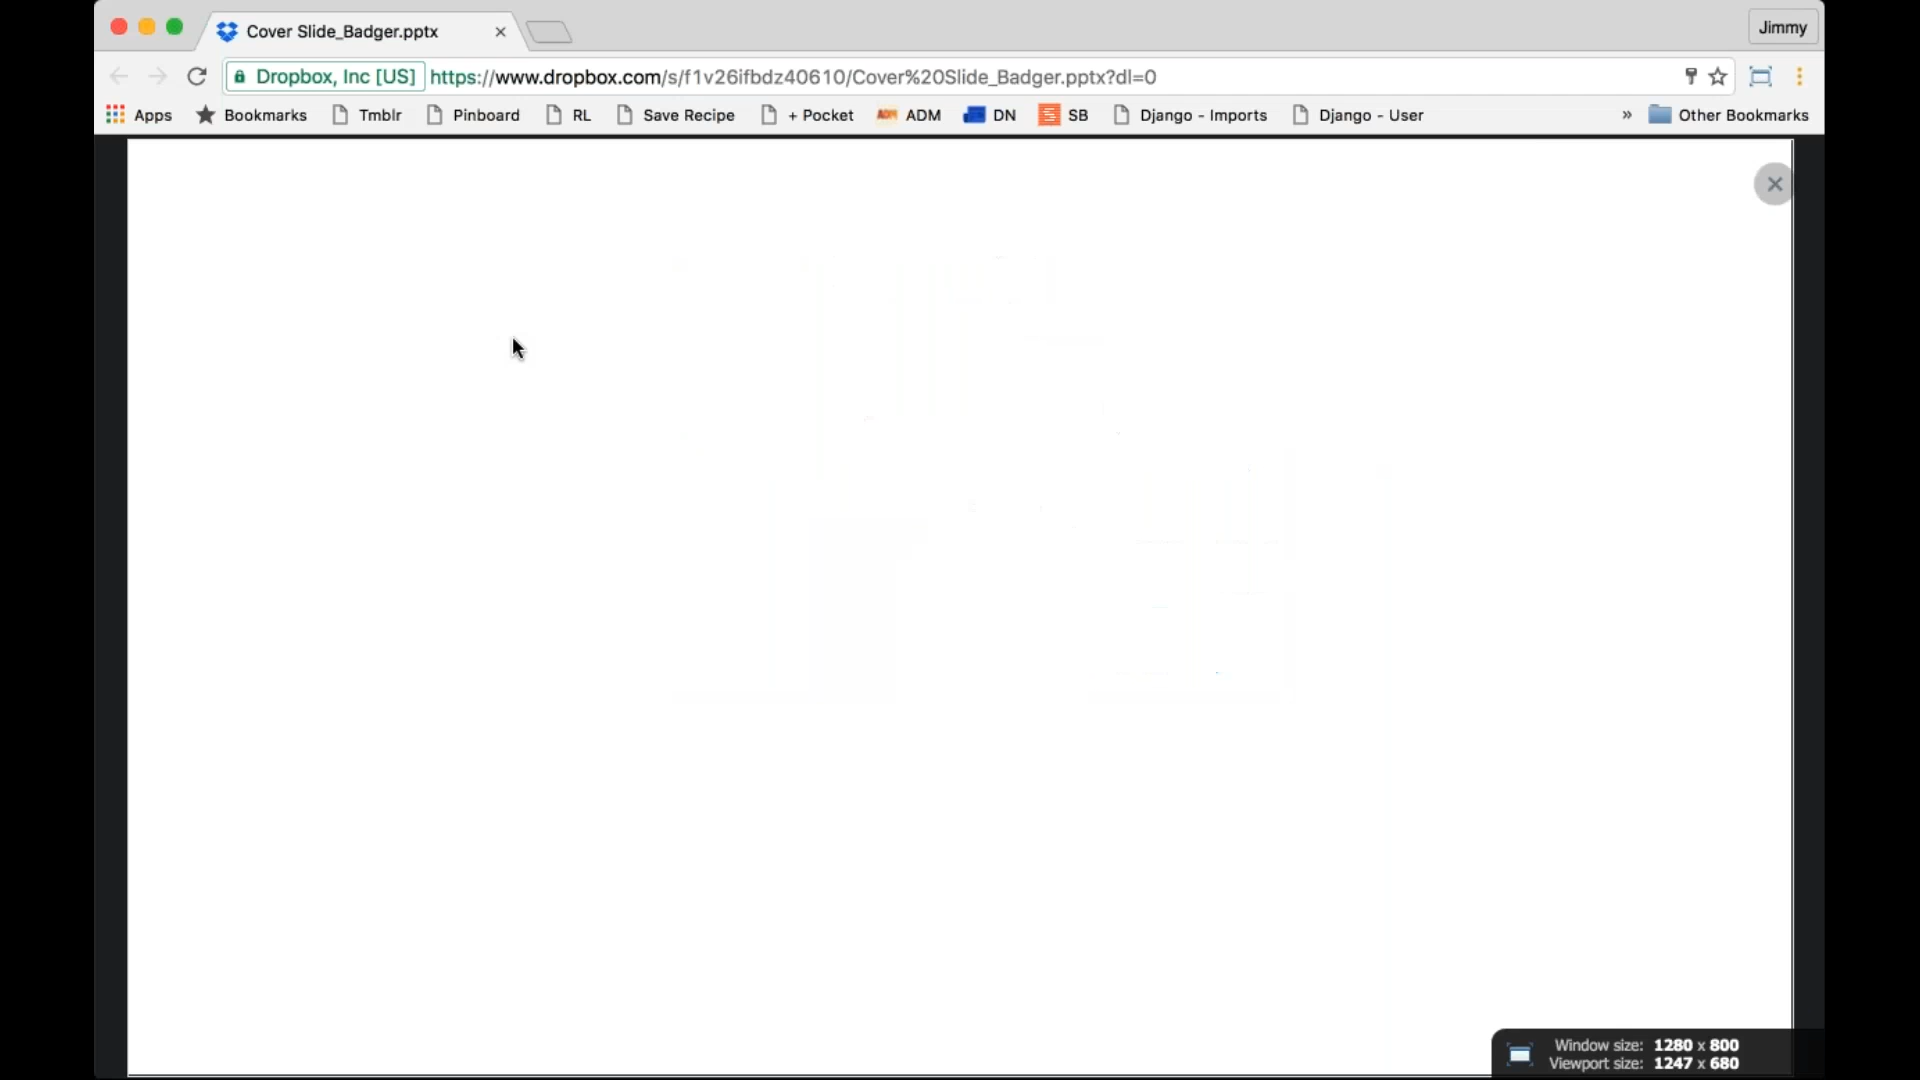 Cover Slide_Badger.pptx
Jimmy
Dropbox, Inc [US] https://www.dropbox.com/s/f1v26ifbdz40610/Cover%20Slide_Badger.pptx?dl=0
Apps Bookmarks Tmblr Pinboard RL Save Recipe + Pocket ADM ADM DN SB Django - Imports Django - User » Other Bookmarks
Window size: 1280 x 800
Viewport size: 1247 x 680